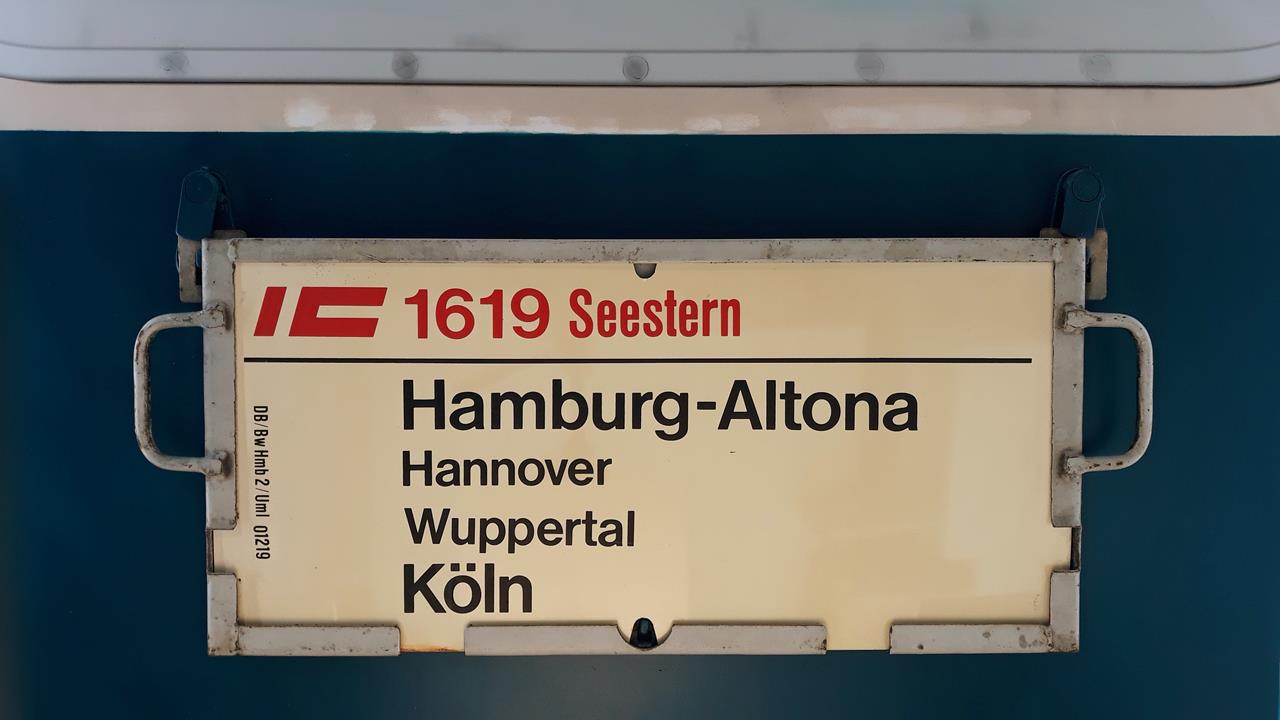 IC 1619 Seestern
Hamburg-Altona
Hannover
Wuppertal
Köln
DB/Bw Hmb 2/Uml 01219